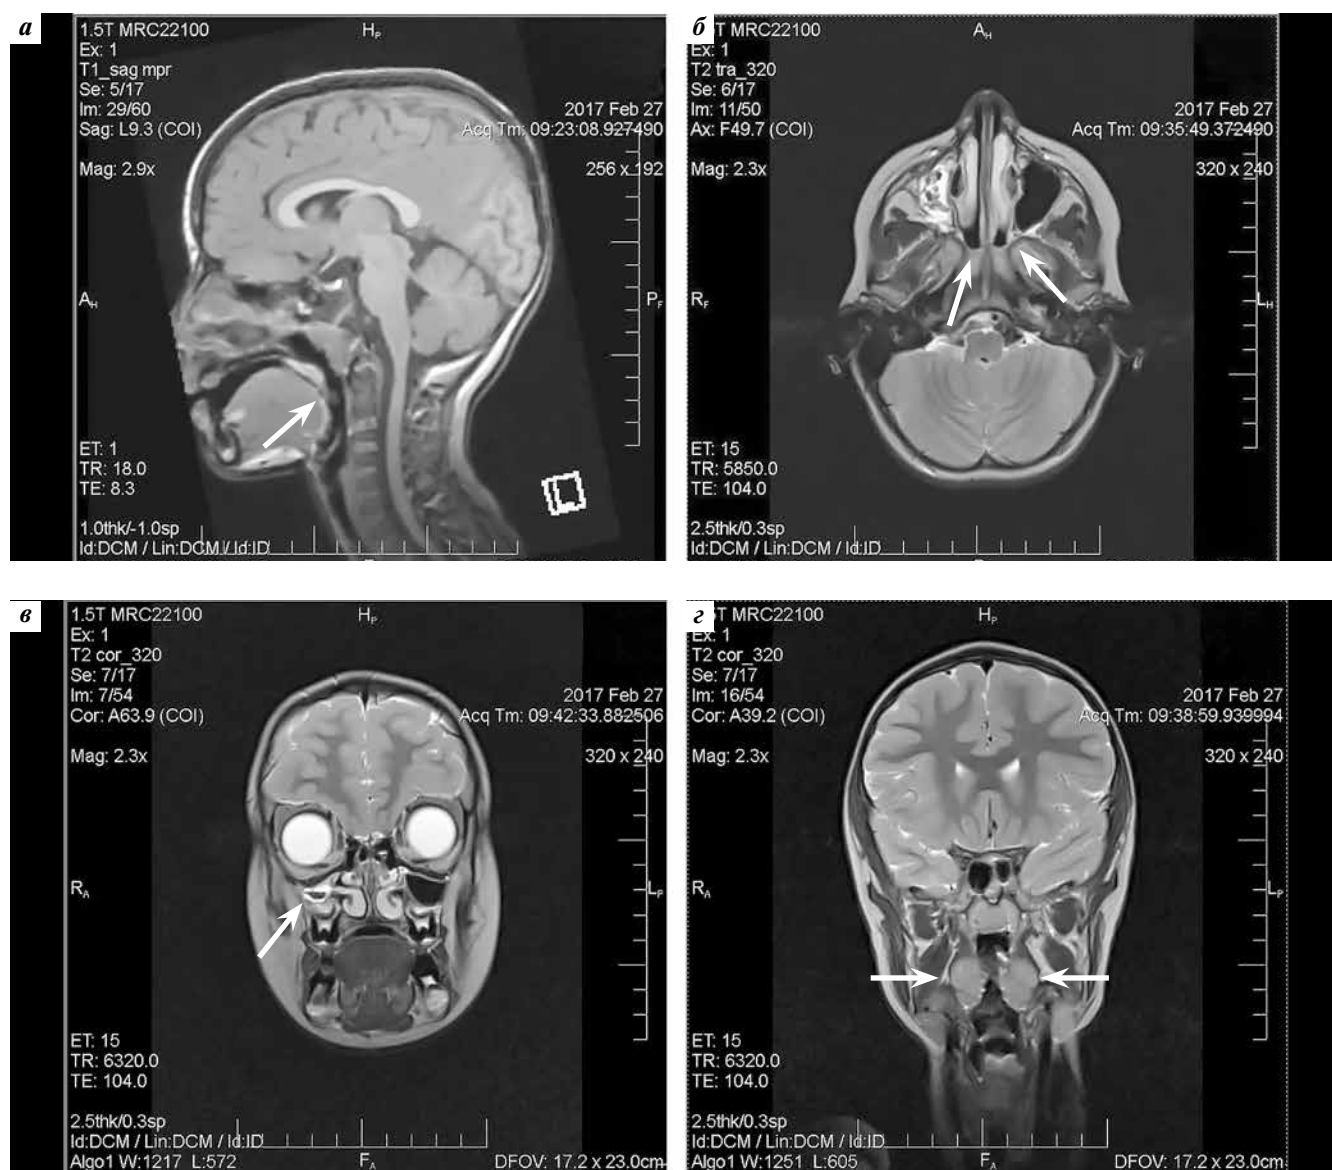 а
1.5T MRC22100
Ex: 1
T1_sag mpr
Se: 5/17
Im: 29/60
Sag: L9.3 (COI)
Mag: 2.9x
HP
2017 Feb 27
Acq Tm: 09:23:08.927490
256 x 192
AH
PF
ET: 1
TR: 18.0
TE: 8.3
1.0thk/-1.0sp
Id:DCM / Lin:DCM / Id:ID
б
5T MRC22100
Ex: 1
T2 tra_320
Se: 6/17
Im: 11/50
Ax: F49.7 (COI)
Mag: 2.3x
AH
2017 Feb 27
Acq Tm: 09:35:49.372490
320 x 240
RF
LH
ET: 15
TR: 5850.0
TE: 104.0
2.5thk/0.3sp
Id:DCM / Lin:DCM / Id:ID
в
1.5T MRC22100
Ex: 1
T2 cor_320
Se: 7/17
Im: 7/54
Cor: A63.9 (COI)
Mag: 2.3x
HP
2017 Feb 27
Acq Tm: 09:42:33.882506
320 x 240
RA
LP
ET: 15
TR: 6320.0
TE: 104.0
2.5thk/0.3sp
Id:DCM / Lin:DCM / Id:ID
Algo1 W:1217 L:572
FA
DFOV: 17.2 x 23.0cm
г
5T MRC22100
Ex: 1
T2 cor_320
Se: 7/17
Im: 16/54
Cor: A39.2 (COI)
Mag: 2.3x
HP
2017 Feb 27
Acq Tm: 09:38:59.939994
320 x 240
RA
LP
ET: 15
TR: 6320.0
TE: 104.0
2.5thk/0.3sp
Id:DCM / Lin:DCM / Id:ID
Algo1 W:1251 L:605
FA
DFOV: 17.2 x 23.0cm